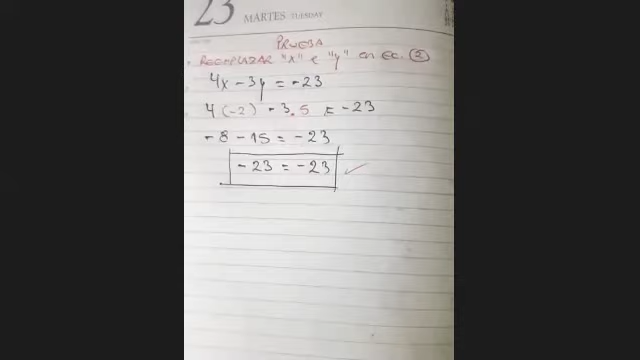 23 MARTES TUESDAY
PRUEBA
• REEMPLAZAR "x" e "y" en ec. ②
4x - 3y = -23
4(-2) - 3.5 = -23
-8 - 15 = -23
-23 = -23 ✓